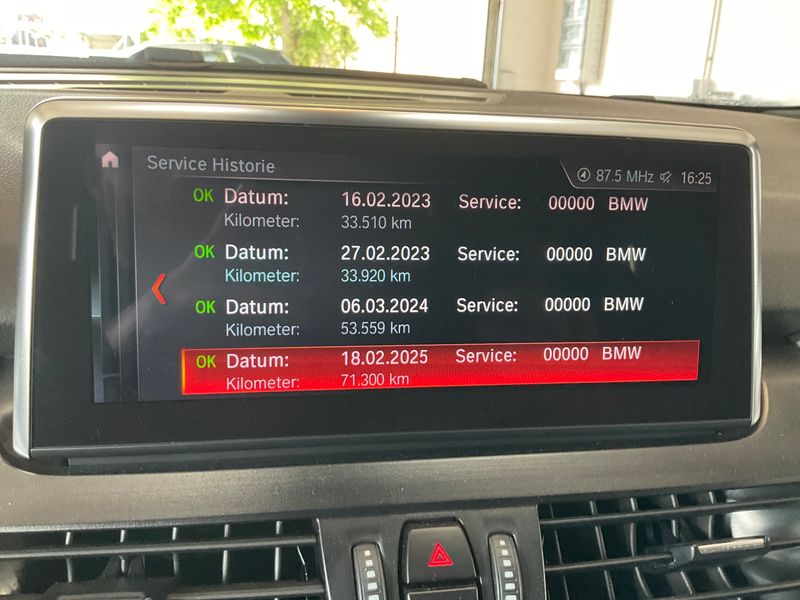 Service Historie
87.5 MHz 16:25
OK Datum: 16.02.2023 Service: 00000 BMW
Kilometer: 33.510 km
OK Datum: 27.02.2023 Service: 00000 BMW
Kilometer: 33.920 km
OK Datum: 06.03.2024 Service: 00000 BMW
Kilometer: 53.559 km
OK Datum: 18.02.2025 Service: 00000 BMW
Kilometer: 71.300 km